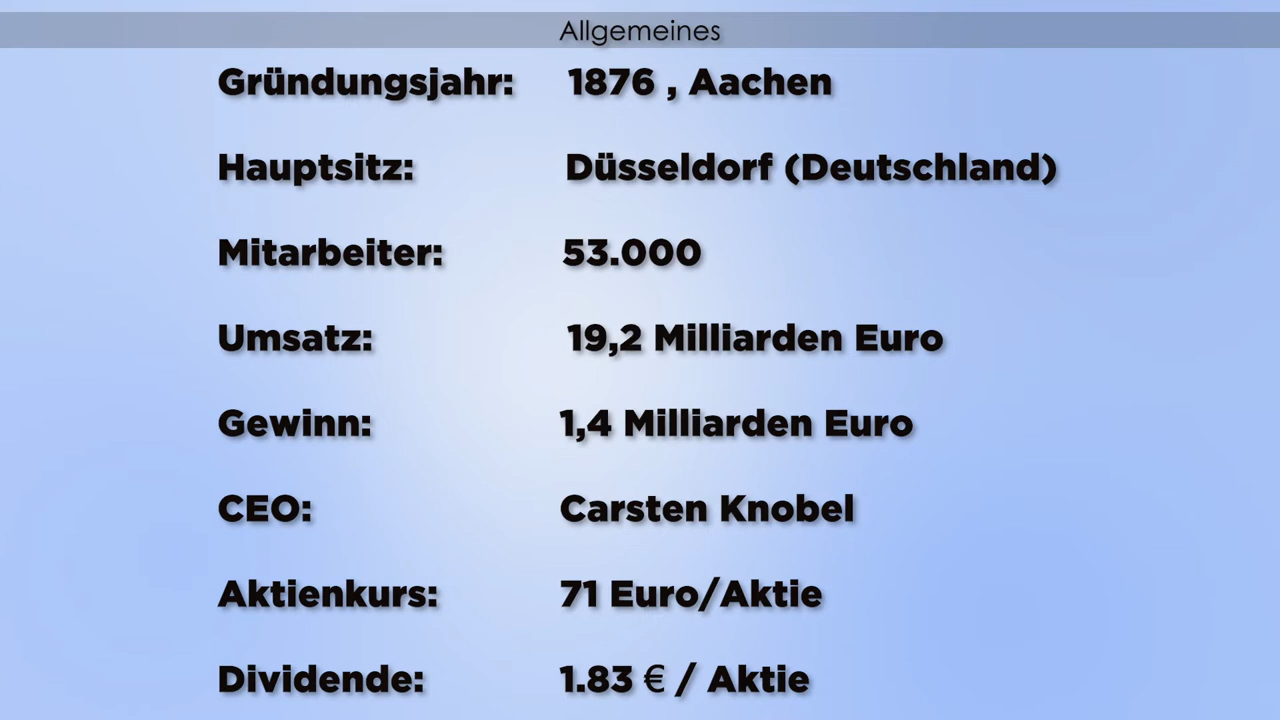 Allgemeines
Gründungsjahr: 1876 , Aachen
Hauptsitz: Düsseldorf (Deutschland)
Mitarbeiter: 53.000
Umsatz: 19,2 Milliarden Euro
Gewinn: 1,4 Milliarden Euro
CEO: Carsten Knobel
Aktienkurs: 71 Euro/Aktie
Dividende: 1.83 € / Aktie